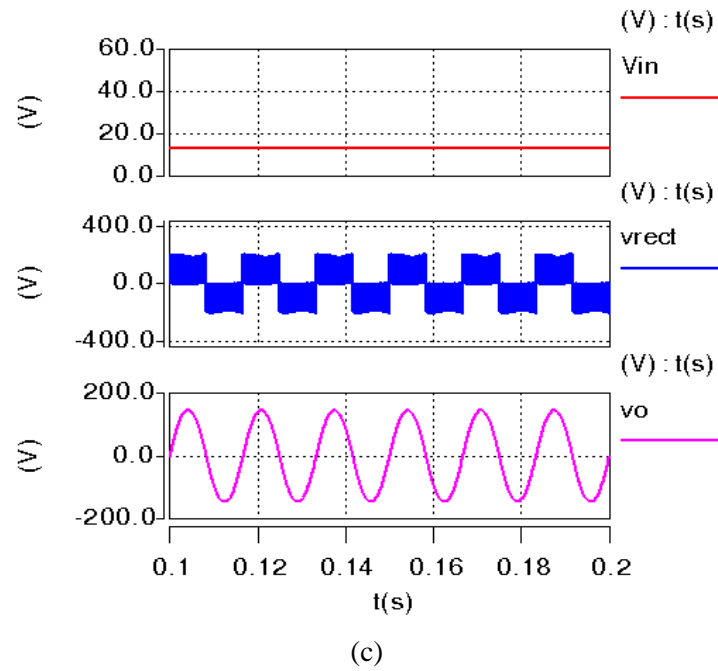 (V) : t(s)
60.0
Vin
40.0
(V)
20.0
0.0
(V) : t(s)
400.0
vrect
(V)
0.0
-400.0
(V) : t(s)
200.0
vo
(V)
0.0
-200.0
0.1 0.12 0.14 0.16 0.18 0.2
t(s)
(c)